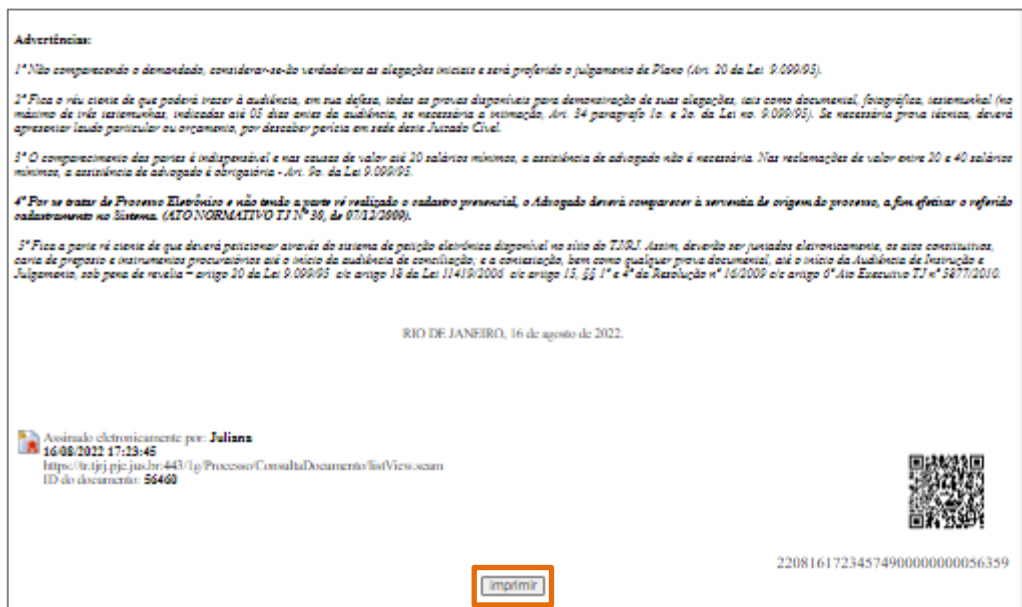 Advertências:
1ª Não comparecendo o demandado, considerar-se-ão verdadeiras as alegações iniciais e será proferido o julgamento de Plano (Art. 20 da Lei 9.099/95).
2ª Fica o réu ciente de que poderá trazer à audiência, em sua defesa, todas as provas disponíveis para demonstração de suas alegações, tais como documental, fotográfica, testemunhal (no
máximo de três testemunhas, indicadas até 05 dias antes da audiência, se necessária a intimação, Art. 34 paragrafo 1o. e 2o. da Lei no. 9.099/95). Se necessária prova técnica, deverá
apresentar laudo particular ou orçamento, por descaber perícia em sede deste Juizado Cível.
3ª O comparecimento das partes é indispensável e nas causas de valor até 20 salários mínimos, a assistência de advogado não é necessária. Nas reclamações de valor entre 20 e 40 salários
mínimos, a assistência de advogado é obrigatória - Art. 9o. da Lei 9.099/95.
4ª Por se tratar de Processo Eletrônico e não tendo a parte ré realizado o cadastro presencial, o Advogado deverá comparecer à serventia de origem do processo, a fim efetivar o referido
cadastramento no Sistema. (ATO NORMATIVO TJ Nº 30, de 07/12/2009).
5ª Fica a parte ré ciente de que deverá peticionar através do sistema de petição eletrônica disponível no sítio do TJRJ. Assim, deverão ser juntados eletronicamente, os atos constitutivos,
carta de preposto e instrumentos procuratórios até o início da audiência de conciliação; e a contestação, bem como qualquer prova documental, até o início da Audiência de Instrução e
Julgamento, sob pena de revelia – artigo 20 da Lei 9.099/95 c/c artigo 18 da Lei 11419/2006 c/c artigo 15, §§ 1º e 4º da Resolução nº 16/2009 c/c artigo 6º Ato Executivo TJ nº 5877/2010.
RIO DE JANEIRO, 16 de agosto de 2022.
Assinado eletronicamente por: Juliana
16/08/2022 17:23:45
https://tr.tjrj.pje.jus.br:443/1g/Processo/ConsultaDocumento/listView.seam
ID do documento: 56460
22081617234574900000000056359
imprimir